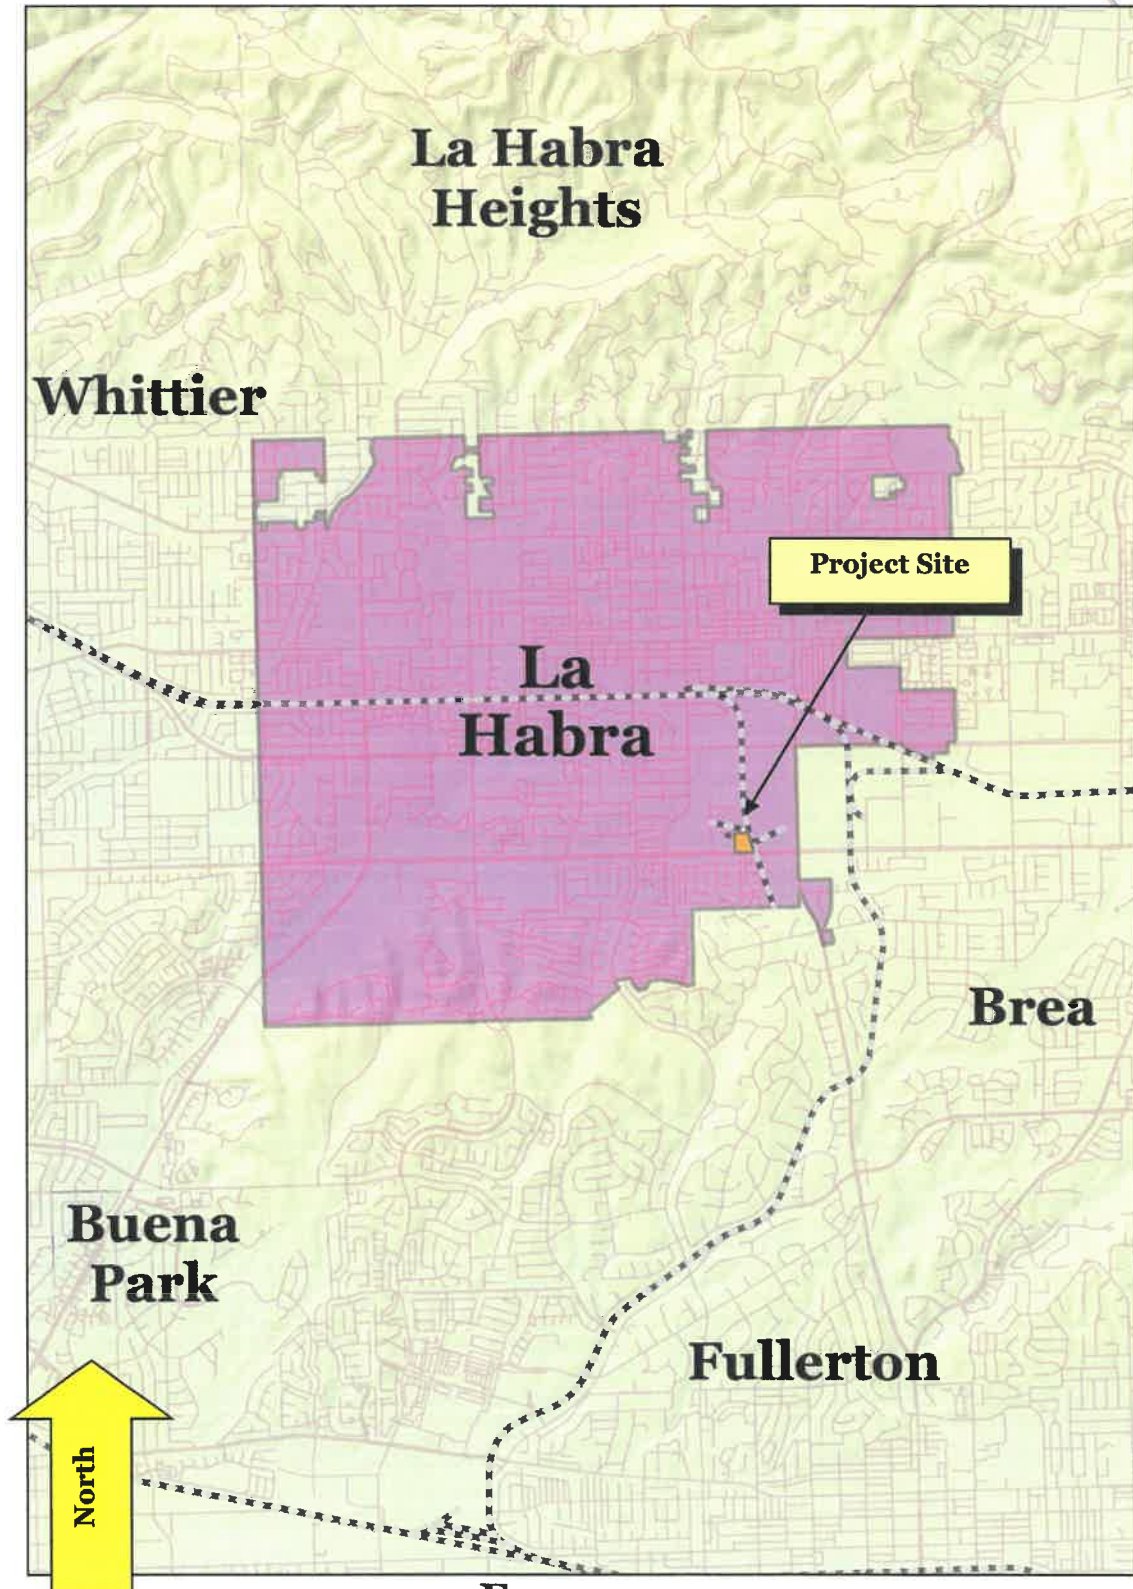 La Habra
Heights
Whittier
Project Site
La
Habra
Brea
Buena
Park
Fullerton
North